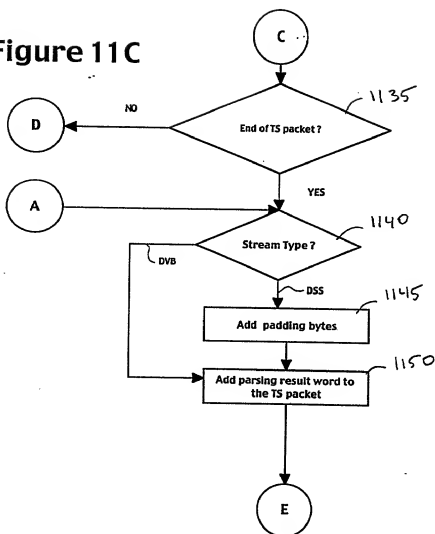 Figure 11C
C
1135
End of TS packet ?
NO
D
YES
A
1140
Stream Type ?
DVB
DSS
1145
Add padding bytes
1150
Add parsing result word to
the TS packet
E